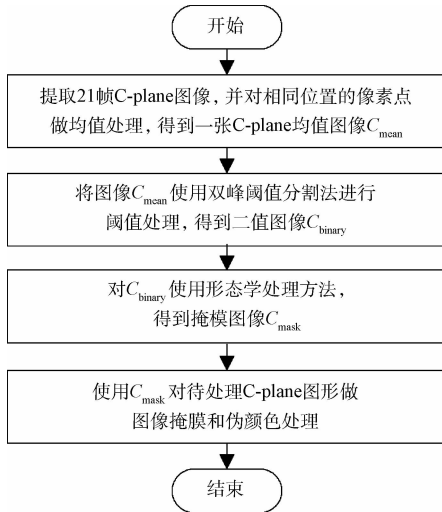 开始
提取21帧C-plane图像，并对相同位置的像素点
做均值处理，得到一张C-plane均值图像Cmean
将图像Cmean使用双峰阈值分割法进行
阈值处理，得到二值图像Cbinary
对Cbinary使用形态学处理方法，
得到掩模图像Cmask
使用Cmask对待处理C-plane图形做
图像掩膜和伪颜色处理
结束